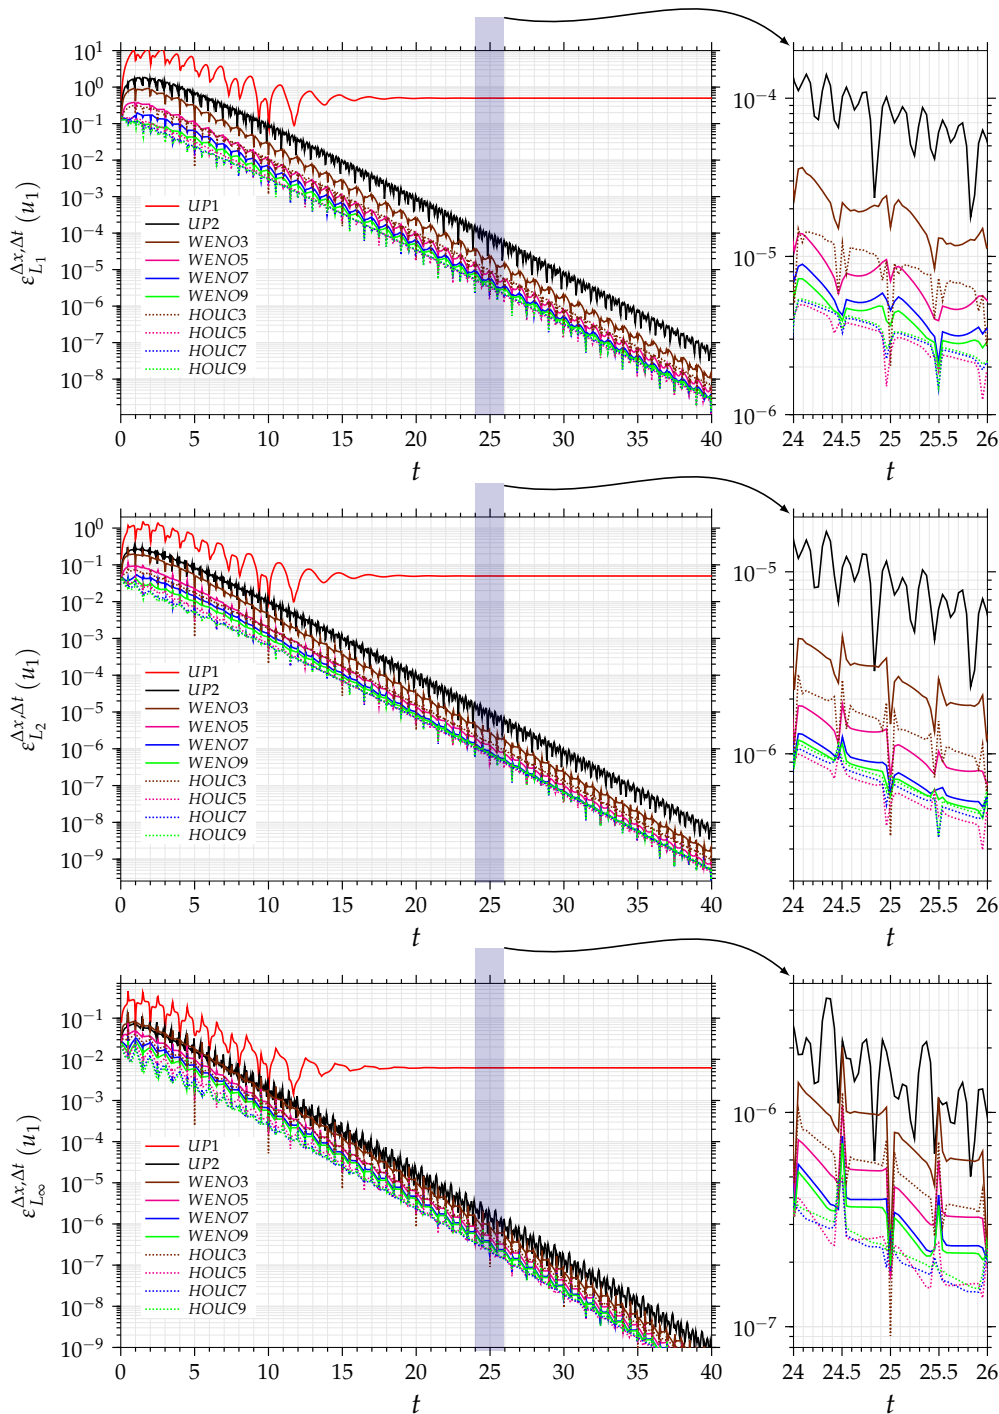 ε_{L_1}^{Δx,Δt} (u_1)
10^1
10^0
10^{-1}
10^{-2}
10^{-3}
10^{-4}
10^{-5}
10^{-6}
10^{-7}
10^{-8}
UP1
UP2
WENO3
WENO5
WENO7
WENO9
HOUC3
HOUC5
HOUC7
HOUC9
0 5 10 15 20 25 30 35 40
t
10^{-4}
10^{-5}
10^{-6}
24 24.5 25 25.5 26
t
ε_{L_2}^{Δx,Δt} (u_1)
10^0
10^{-1}
10^{-2}
10^{-3}
10^{-4}
10^{-5}
10^{-6}
10^{-7}
10^{-8}
10^{-9}
UP1
UP2
WENO3
WENO5
WENO7
WENO9
HOUC3
HOUC5
HOUC7
HOUC9
0 5 10 15 20 25 30 35 40
t
10^{-5}
10^{-6}
24 24.5 25 25.5 26
t
ε_{L_∞}^{Δx,Δt} (u_1)
10^{-1}
10^{-2}
10^{-3}
10^{-4}
10^{-5}
10^{-6}
10^{-7}
10^{-8}
10^{-9}
UP1
UP2
WENO3
WENO5
WENO7
WENO9
HOUC3
HOUC5
HOUC7
HOUC9
0 5 10 15 20 25 30 35 40
t
10^{-6}
10^{-7}
24 24.5 25 25.5 26
t